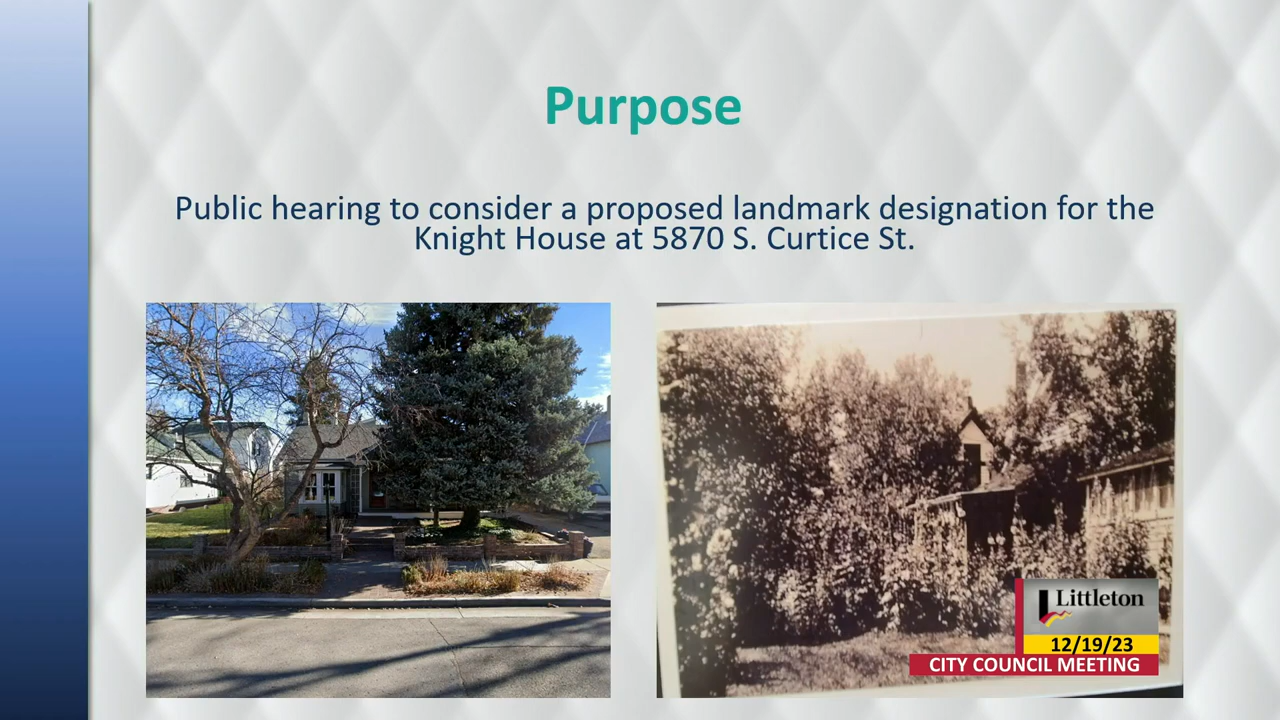 Purpose
Public hearing to consider a proposed landmark designation for the
Knight House at 5870 S. Curtice St.
Littleton
12/19/23
CITY COUNCIL MEETING